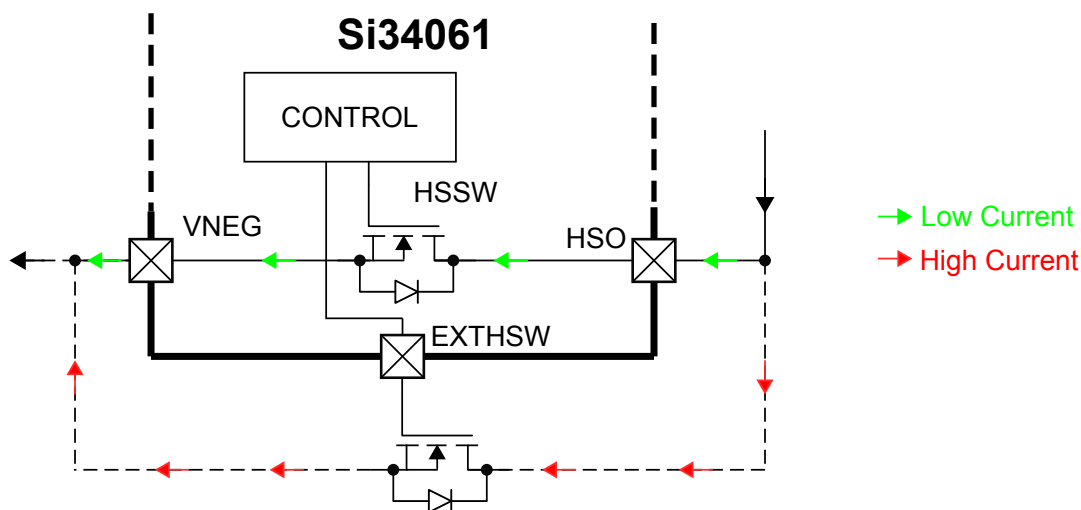 Si34061
CONTROL
HSSW
VNEG
HSO
Low Current
High Current
EXTHSW